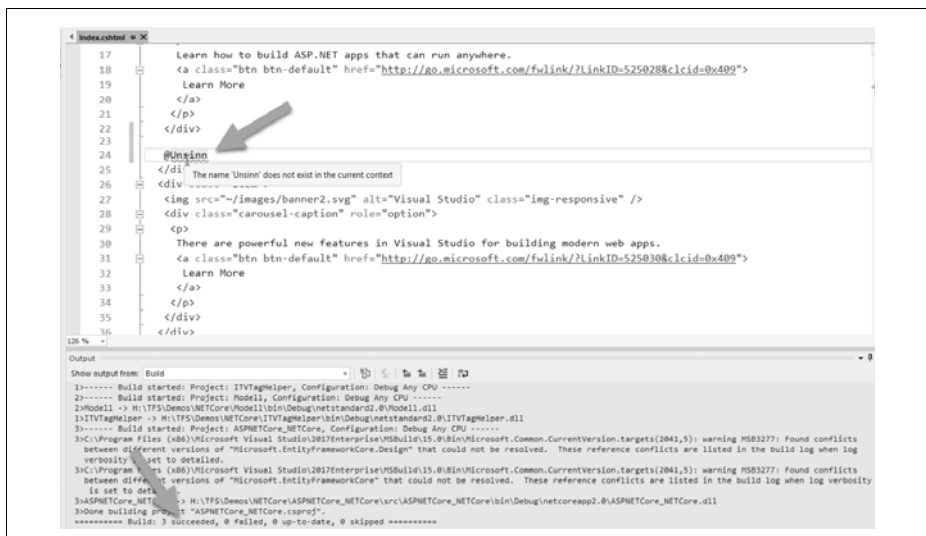 Index.cshtml
17 Learn how to build ASP.NET apps that can run anywhere.
18 <a class="btn btn-default" href="http://go.microsoft.com/fwlink/?LinkID=525028&clcid=0x409">
19 Learn More
20 </a>
21 </p>
22 </div>
23
24 @Unsinn
25 </di
The name 'Unsinn' does not exist in the current context
26 <div class="item">
27 <img src="~/images/banner2.svg" alt="Visual Studio" class="img-responsive" />
28 <div class="carousel-caption" role="option">
29 <p>
30 There are powerful new features in Visual Studio for building modern web apps.
31 <a class="btn btn-default" href="http://go.microsoft.com/fwlink/?LinkID=525030&clcid=0x409">
32 Learn More
33 </a>
34 </p>
35 </div>
36 </div>
126 %
Output
Show output from: Build
1>------ Build started: Project: ITVTagHelper, Configuration: Debug Any CPU ------
2>------ Build started: Project: Modell, Configuration: Debug Any CPU ------
2>Modell -> H:\TFS\Demos\NETCore\Modell\bin\Debug\netstandard2.0\Modell.dll
1>ITVTagHelper -> H:\TFS\Demos\NETCore\ITVTagHelper\bin\Debug\netstandard2.0\ITVTagHelper.dll
3>------ Build started: Project: ASPNETCore_NETCore, Configuration: Debug Any CPU ------
3>C:\Program Files (x86)\Microsoft Visual Studio\2017Enterprise\MSBuild\15.0\Bin\Microsoft.Common.CurrentVersion.targets(2041,5): warning MSB3277: Found conflicts
between different versions of "Microsoft.EntityFrameworkCore.Design" that could not be resolved. These reference conflicts are listed in the build log when log
verbosity is set to detailed.
3>C:\Program Files (x86)\Microsoft Visual Studio\2017Enterprise\MSBuild\15.0\Bin\Microsoft.Common.CurrentVersion.targets(2041,5): warning MSB3277: Found conflicts
between different versions of "Microsoft.EntityFrameworkCore" that could not be resolved. These reference conflicts are listed in the build log when log verbosity
is set to
3>ASPNETCore_NETCore -> H:\TFS\Demos\NETCore\ASPNETCore_NETCore\src\ASPNETCore_NETCore\bin\Debug\netcoreapp2.0\ASPNETCore_NETCore.dll
3>Done building project "ASPNETCore_NETCore.csproj".
========== Build: 3 succeeded, 0 failed, 0 up-to-date, 0 skipped ==========